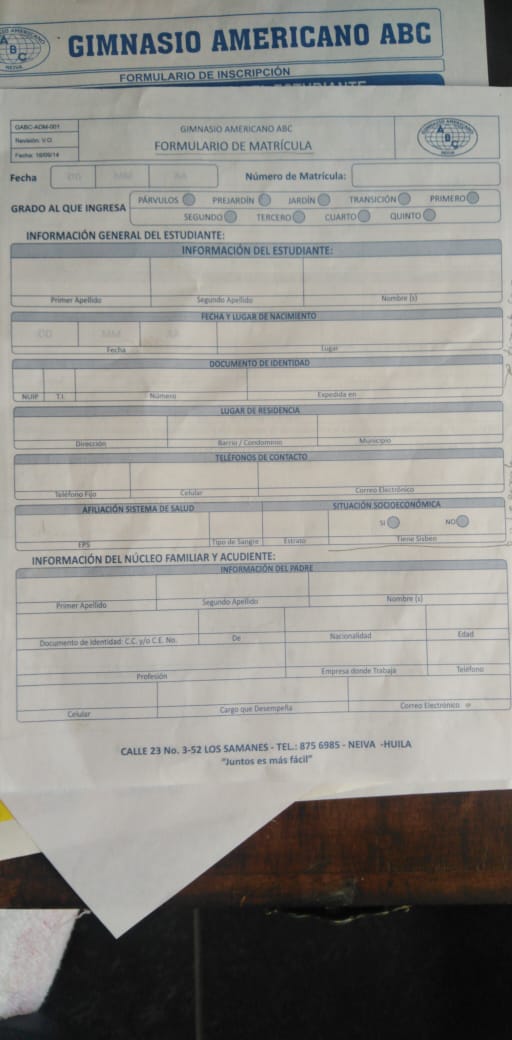 GIMNASIO AMERICANO ABC
FORMULARIO DE INSCRIPCIÓN
GABC-ADM-001
Revisión: V.O
Fecha: 16/09/14
GIMNASIO AMERICANO ABC
FORMULARIO DE MATRÍCULA
ABC
Fecha DD MM AA Número de Matrícula:
GRADO AL QUE INGRESA PÁRVULOS PREJARDÍN JARDÍN TRANSICIÓN PRIMERO
SEGUNDO TERCERO CUARTO QUINTO
INFORMACIÓN GENERAL DEL ESTUDIANTE:
INFORMACIÓN DEL ESTUDIANTE:
Primer Apellido Segundo Apellido Nombre (s)
FECHA Y LUGAR DE NACIMIENTO
DD MM AA
Fecha Lugar
DOCUMENTO DE IDENTIDAD
NUIP T.I. Número Expedida en
LUGAR DE RESIDENCIA
Dirección Barrio / Condominio Municipio
TELÉFONOS DE CONTACTO
Teléfono Fijo Celular Correo Electrónico
AFILIACIÓN SISTEMA DE SALUD SITUACIÓN SOCIOECONÓMICA
SI NO
EPS Tipo de Sangre Estrato Tiene Sisben
INFORMACIÓN DEL NÚCLEO FAMILIAR Y ACUDIENTE:
INFORMACIÓN DEL PADRE
Primer Apellido Segundo Apellido Nombre (s)
Documento de Identidad: C.C. y/o C.E. No. De Nacionalidad Edad
Profesión Empresa donde Trabaja Teléfono
Celular Cargo que Desempeña Correo Electrónico
CALLE 23 No. 3-52 LOS SAMANES - TEL.: 875 6985 - NEIVA -HUILA
"Juntos es más fácil"